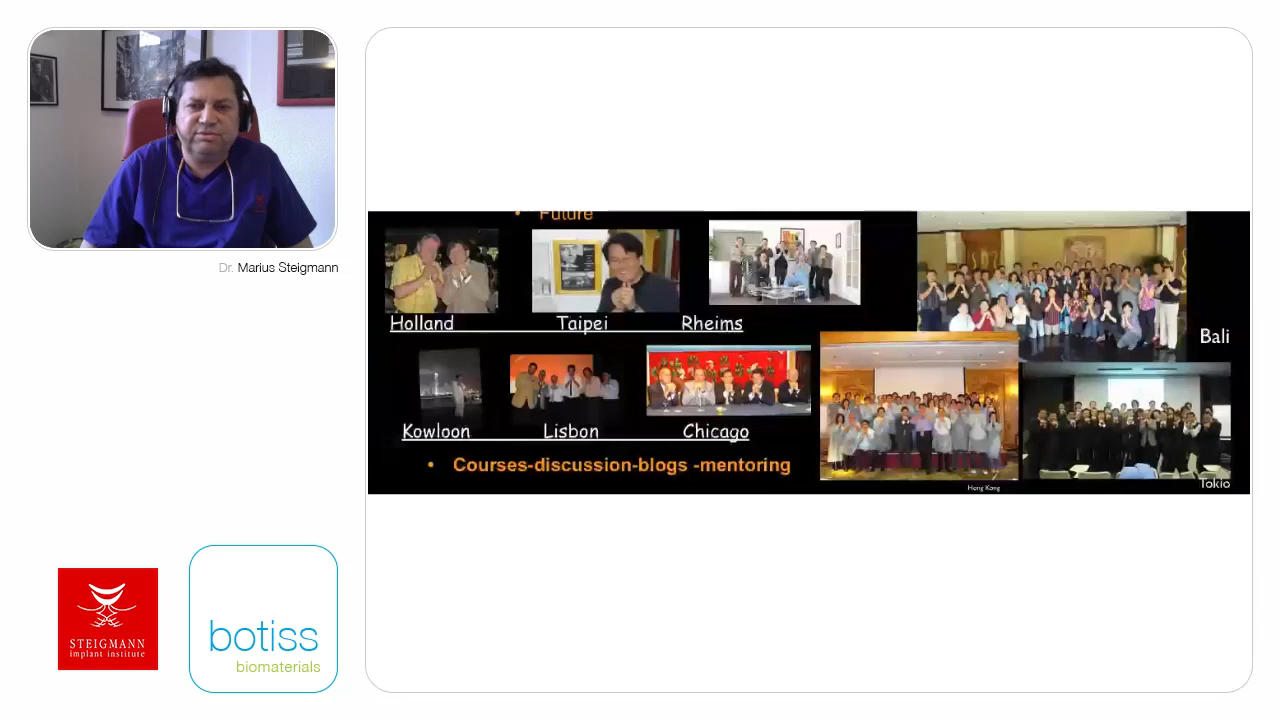 Dr. Marius Steigmann
• Future
Holland
Taipei
Rheims
Bali
Kowloon
Lisbon
Chicago
• Courses-discussion-blogs -mentoring
Hong Kong
Tokio
STEIGMANN
implant institute
botiss
biomaterials